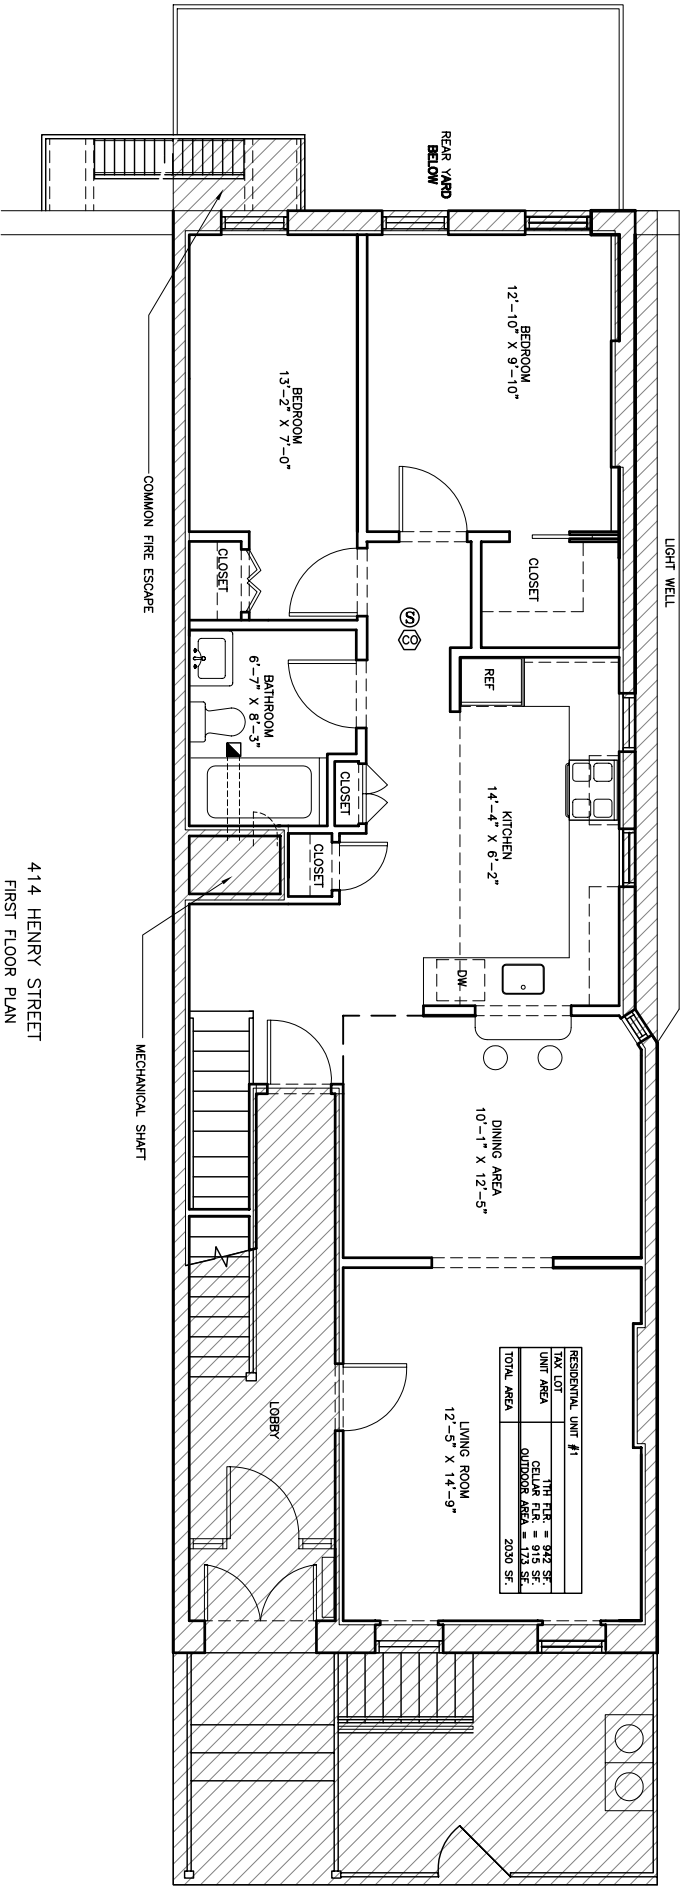 REAR YARD
BELOW
BEDROOM
12'-10" X 9'-10"
BEDROOM
13'-2" X 7'-0"
LIGHT WELL
COMMON FIRE ESCAPE
CLOSET
CLOSET
S
CO
REF
BATHROOM
6'-7" X 8'-3"
CLOSET
CLOSET
KITCHEN
14'-4" X 6'-2"
DW
MECHANICAL SHAFT
DINING AREA
10'-1" X 12'-5"
RESIDENTIAL UNIT #1
TAX LOT
UNIT AREA 1TH FLR. = 942 SF.
CELLAR FLR. = 915 SF.
OUTDOOR AREA = 173 SF.
TOTAL AREA 2030 SF.
LIVING ROOM
12'-5" X 14'-9"
LOBBY
414 HENRY STREET
FIRST FLOOR PLAN